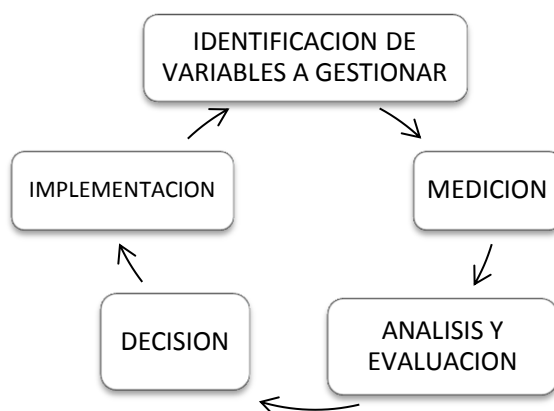 IDENTIFICACION DE
VARIABLES A GESTIONAR
MEDICION
ANALISIS Y
EVALUACION
DECISION
IMPLEMENTACION